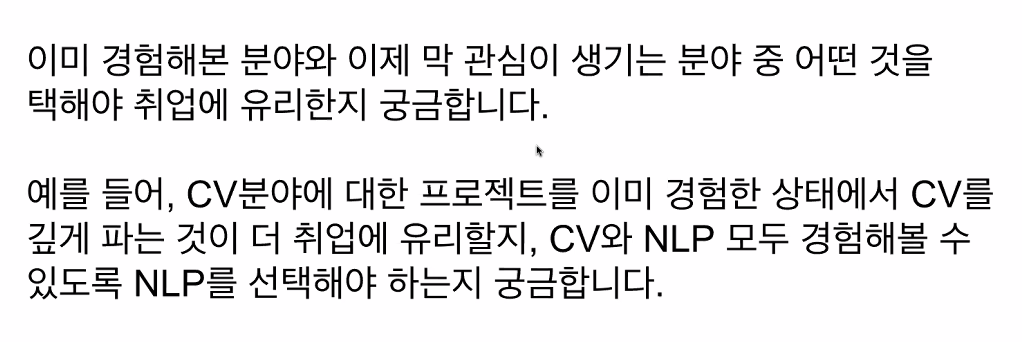 이미 경험해본 분야와 이제 막 관심이 생기는 분야 중 어떤 것을
택해야 취업에 유리한지 궁금합니다.
예를 들어, CV분야에 대한 프로젝트를 이미 경험한 상태에서 CV를
깊게 파는 것이 더 취업에 유리할지, CV와 NLP 모두 경험해볼 수
있도록 NLP를 선택해야 하는지 궁금합니다.